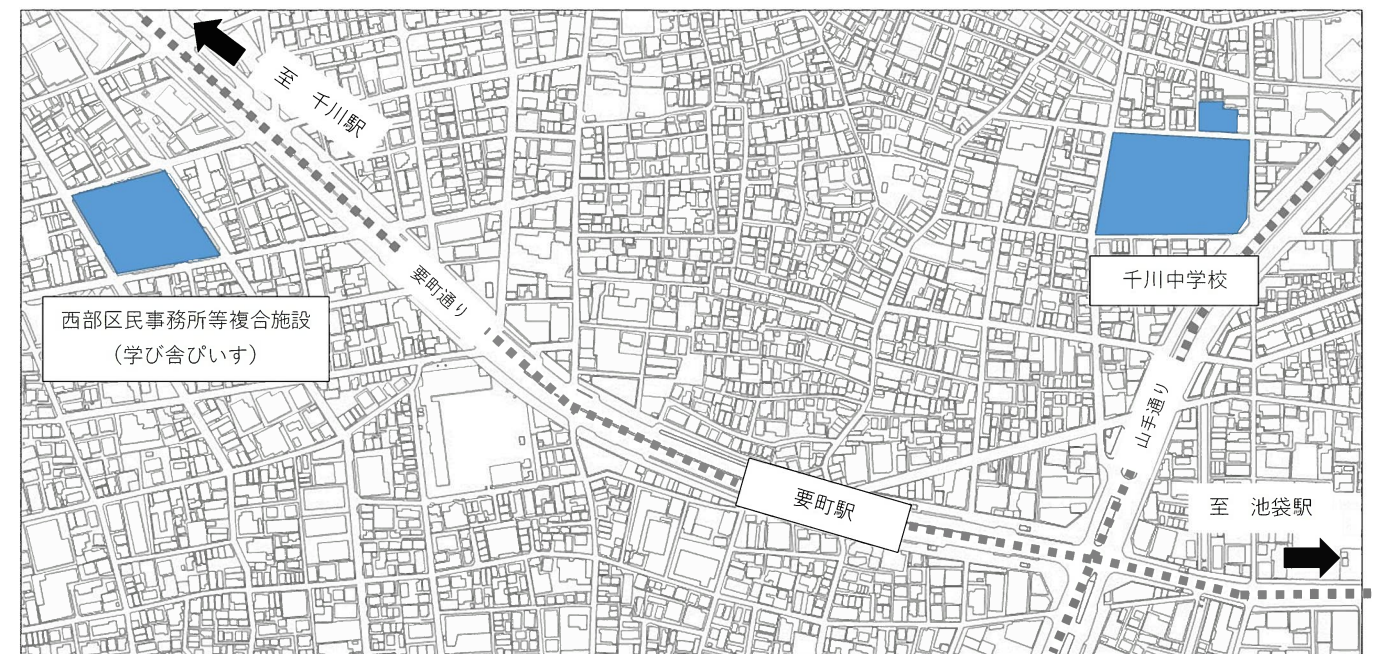 至　千川駅
要町通り
西部区民事務所等複合施設
（学び舎ぴいす）
千川中学校
山手通り
要町駅
至　池袋駅